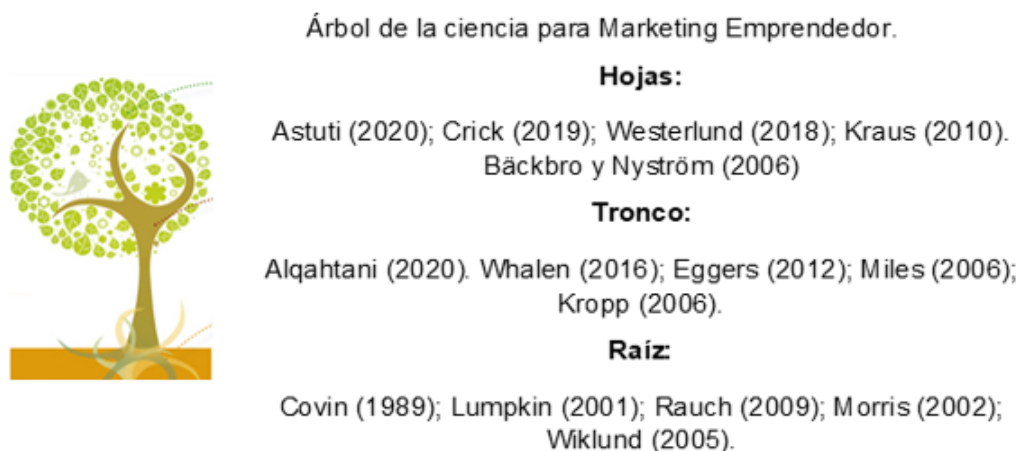 Árbol de la ciencia para Marketing Emprendedor.
Hojas:
Astuti (2020); Crick (2019); Westerlund (2018); Kraus (2010).
Bäckbro y Nyström (2006)
Tronco:
Alqahtani (2020). Whalen (2016); Eggers (2012); Miles (2006);
Kropp (2006).
Raíz:
Covin (1989); Lumpkin (2001); Rauch (2009); Morris (2002);
Wiklund (2005).